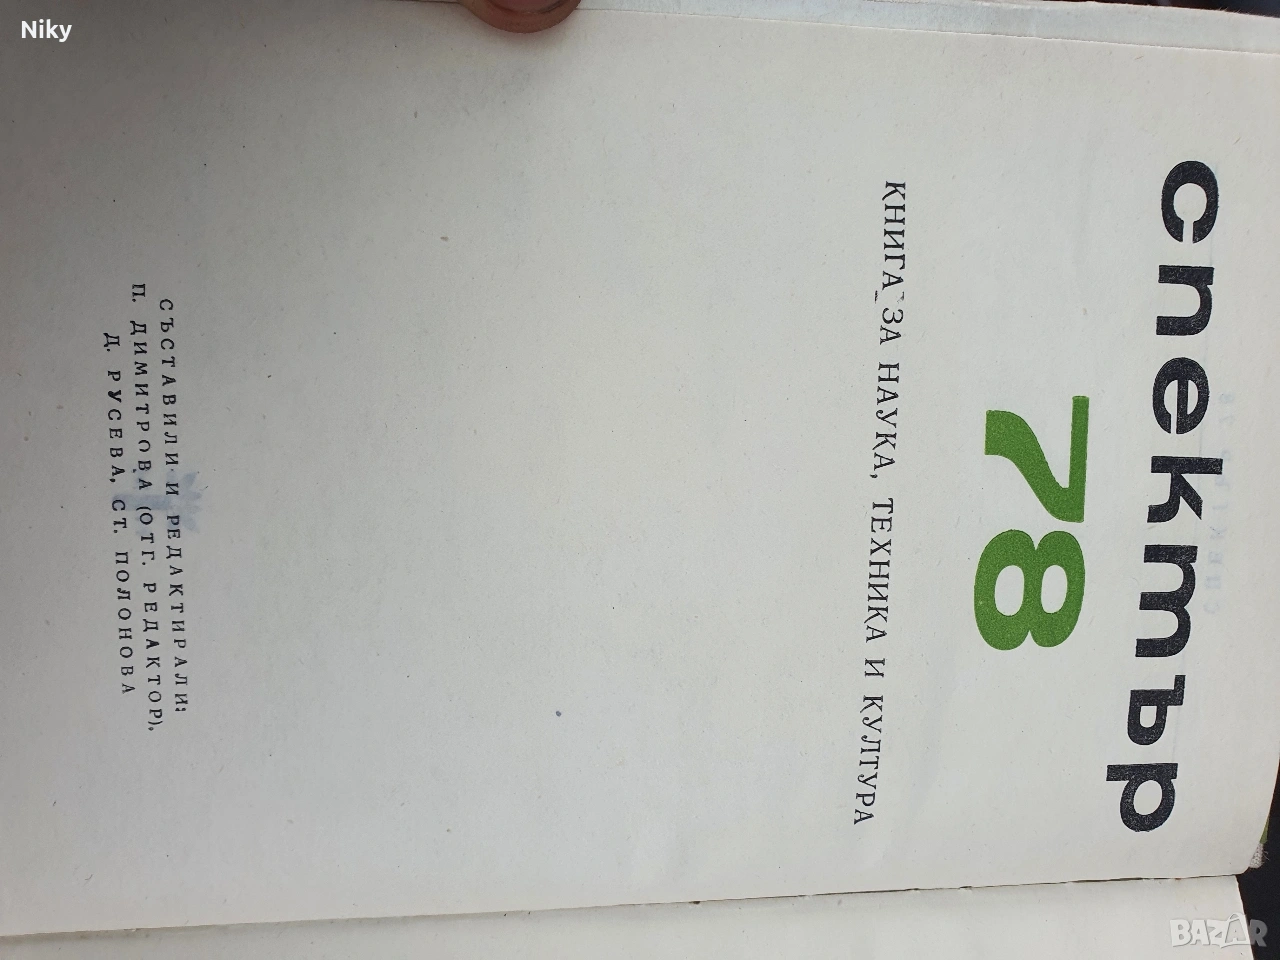 Niky
спектър
78
КНИГА ЗА НАУКА, ТЕХНИКА И КУЛТУРА
СЪСТАВИЛИ И РЕДАКТИРАЛИ:
П. ДИМИТРОВА (ОТГ. РЕДАКТОР),
Д. РУСЕВА, СТ. ПОЛОНОВА
BAZAR